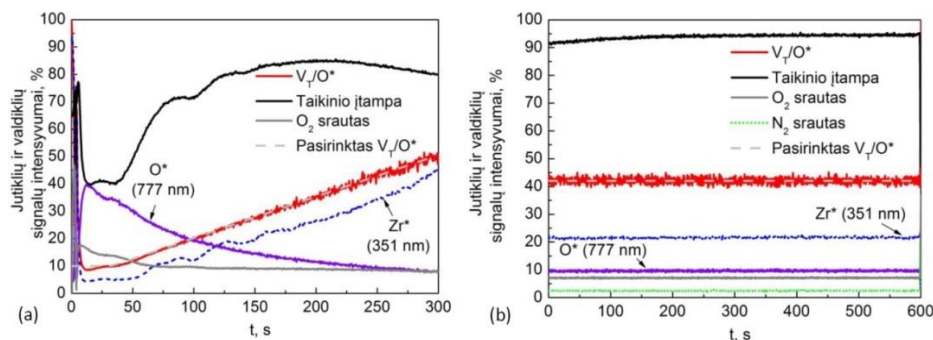 (a)
Jutiklių ir valdiklių
signalų intensyvumai, %
100
90
80
70
60
50
40
30
20
10
0
V_T/O*
Taikinio įtampa
O₂ srautas
Pasirinktas V_T/O*
O*
(777 nm)
Zr*
(351 nm)
0
50
100
150
200
250
300
t, s
(b)
Jutiklių ir valdiklių
signalų intensyvumai, %
100
90
80
70
60
50
40
30
20
10
0
V_T/O*
Taikinio įtampa
O₂ srautas
N₂ srautas
Pasirinktas V_T/O*
Zr* (351 nm)
O* (777 nm)
0
100
200
300
400
500
600
t, s